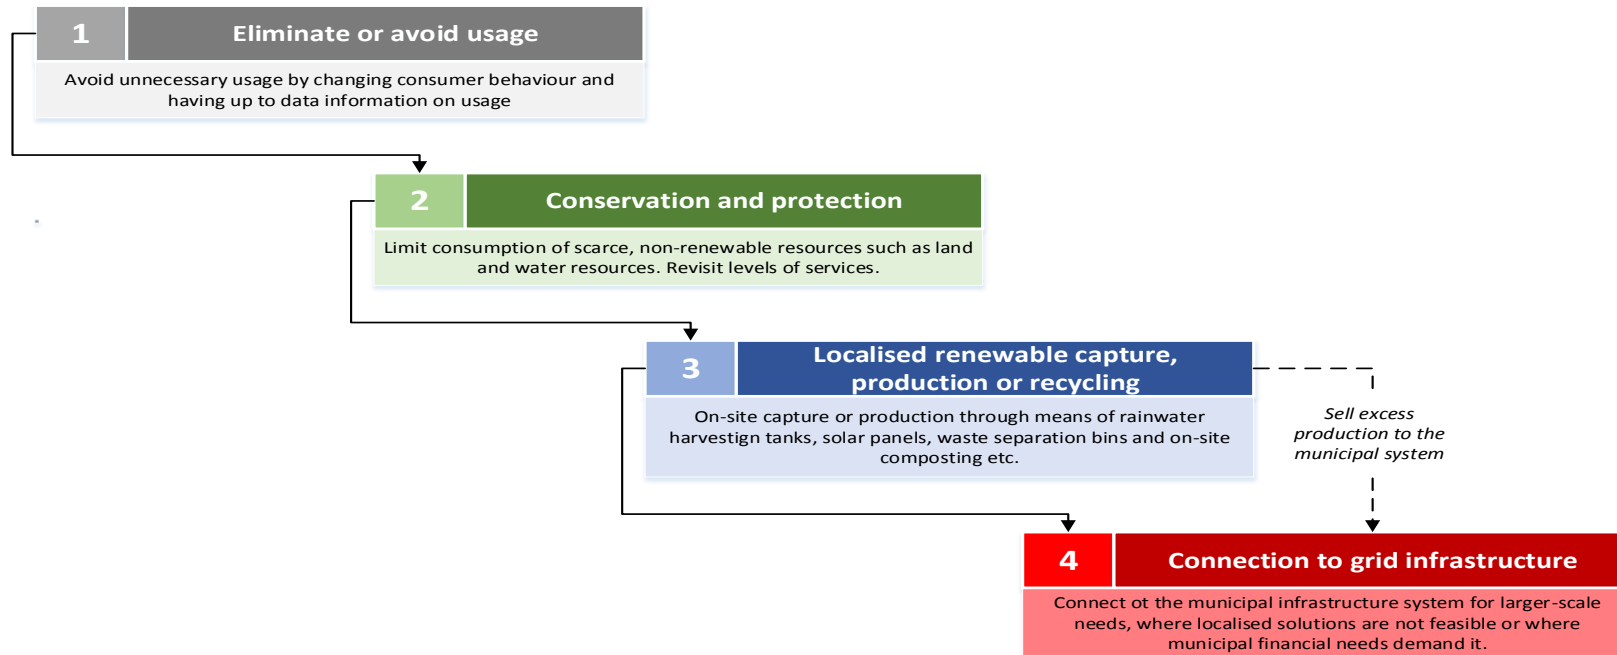 1
Eliminate or avoid usage
Avoid unnecessary usage by changing consumer behaviour and
having up to data information on usage
2
Conservation and protection
Limit consumption of scarce, non-renewable resources such as land
and water resources. Revisit levels of services.
3
Localised renewable capture,
production or recycling
On-site capture or production through means of rainwater
harvestign tanks, solar panels, waste separation bins and on-site
composting etc.
Sell excess
production to the
municipal system
4
Connection to grid infrastructure
Connect ot the municipal infrastructure system for larger-scale
needs, where localised solutions are not feasible or where
municipal financial needs demand it.